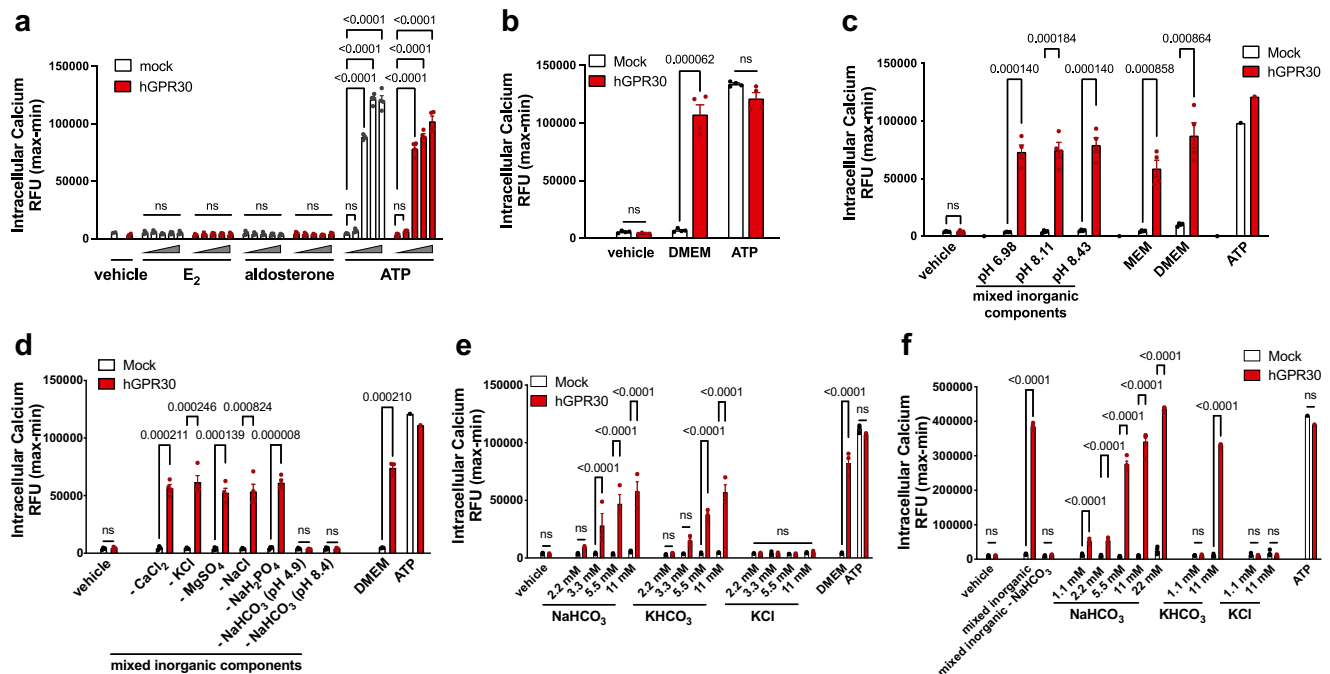 a
Intracellular Calcium
RFU (max-min)
mock
hGPR30
150000
100000
50000
0
<0.0001
<0.0001
<0.0001
<0.0001
<0.0001
<0.0001
ns
ns
ns
ns
ns
ns
vehicle
E2
aldosterone
ATP
b
Intracellular Calcium
RFU (max-min)
Mock
hGPR30
150000
100000
50000
0
ns
0.000062
ns
vehicle
DMEM
ATP
c
Intracellular Calcium
RFU (max-min)
Mock
hGPR30
150000
100000
50000
0
ns
0.000140
0.000184
0.000140
0.000858
0.000864
vehicle
pH 6.98
pH 8.11
pH 8.43
MEM
DMEM
ATP
mixed inorganic
components
d
Intracellular Calcium
RFU (max-min)
Mock
hGPR30
150000
100000
50000
0
ns
0.000211
0.000246
0.000139
0.000824
0.000008
ns
ns
0.000210
vehicle
- CaCl2
- KCl
- MgSO4
- NaCl
- NaH2PO4
- NaHCO3 (pH 4.9)
- NaHCO3 (pH 8.4)
DMEM
ATP
mixed inorganic components
e
Intracellular Calcium
RFU (max-min)
Mock
hGPR30
150000
100000
50000
0
ns
ns
<0.0001
<0.0001
<0.0001
ns
ns
<0.0001
<0.0001
ns
<0.0001
ns
vehicle
2.2 mM
3.3 mM
5.5 mM
11 mM
2.2 mM
3.3 mM
5.5 mM
11 mM
2.2 mM
3.3 mM
5.5 mM
11 mM
DMEM
ATP
NaHCO3
KHCO3
KCl
f
Intracellular Calcium
RFU (max-min)
Mock
hGPR30
500000
400000
300000
200000
100000
0
ns
<0.0001
ns
<0.0001
<0.0001
<0.0001
<0.0001
<0.0001
ns
<0.0001
ns
ns
ns
vehicle
mixed inorganic
mixed inorganic - NaHCO3
1.1 mM
2.2 mM
5.5 mM
11 mM
22 mM
1.1 mM
11 mM
1.1 mM
11 mM
ATP
NaHCO3
KHCO3
KCl